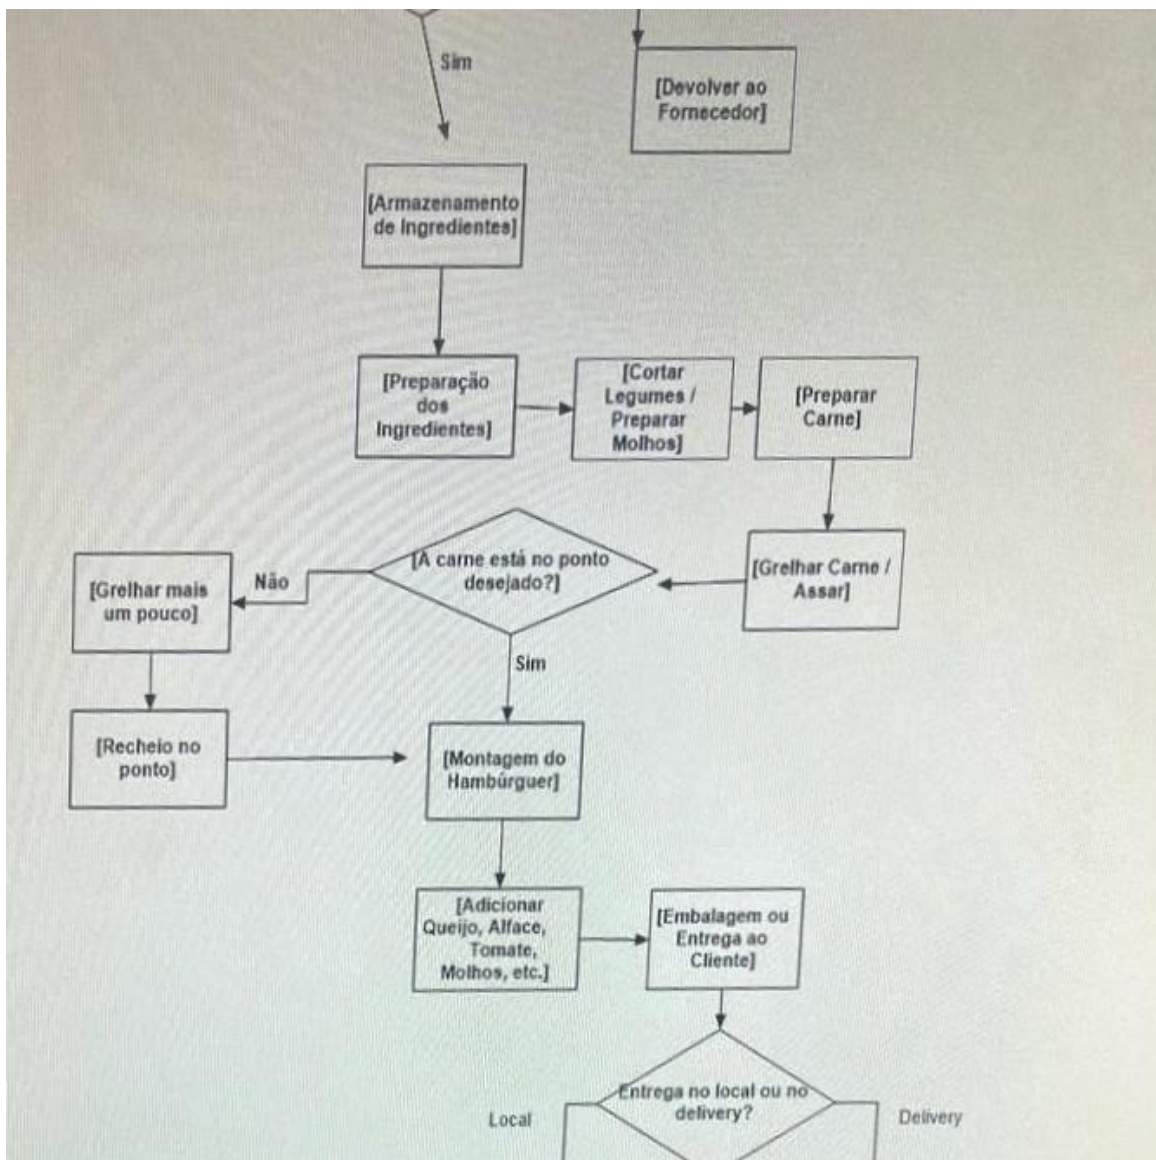 Sim
[Devolver ao
Fornecedor]
[Armazenamento
de Ingredientes]
[Preparação
dos
Ingredientes]
[Cortar
Legumes /
Preparar
Molhos]
[Preparar
Carne]
[Grelhar Carne /
Assar]
[A carne está no ponto
desejado?]
Não
[Grelhar mais
um pouco]
Sim
[Recheio no
ponto]
[Montagem do
Hambúrguer]
[Adicionar
Queijo, Alface,
Tomate,
Molhos, etc.]
[Embalagem ou
Entrega ao
Cliente]
Entrega no local ou no
delivery?
Local
Delivery